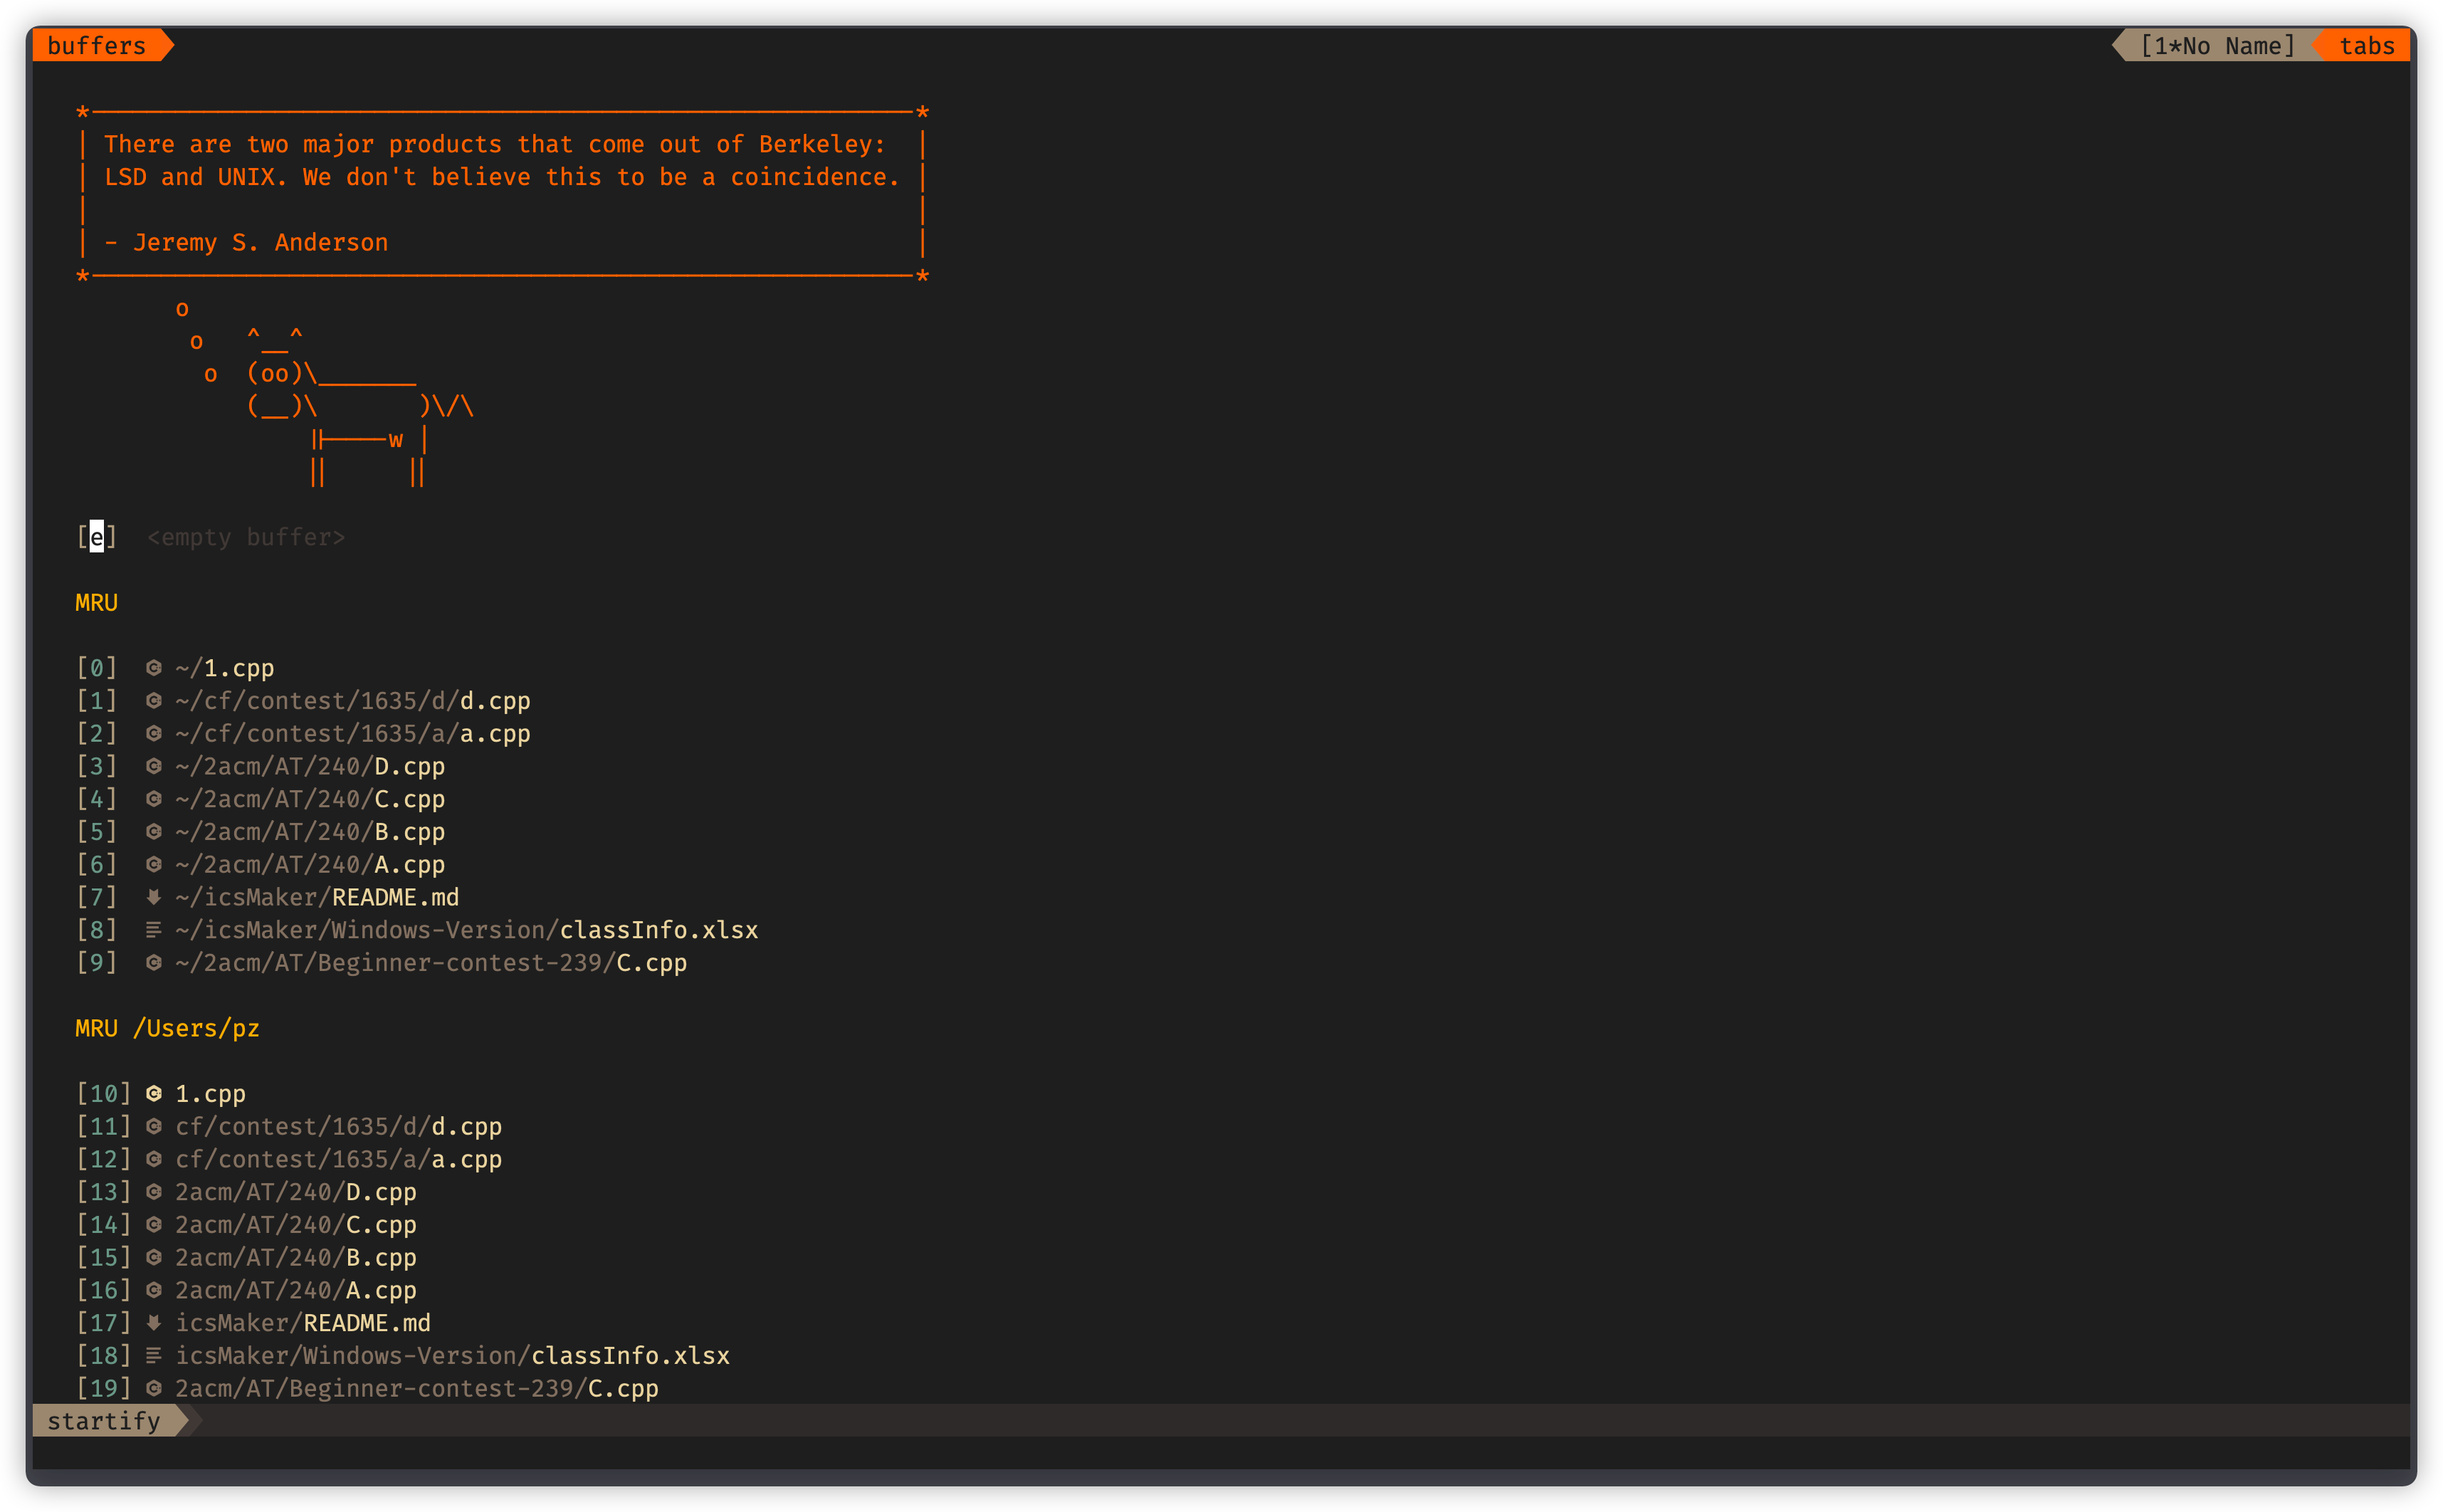 buffers [1*No Name] tabs
There are two major products that come out of Berkeley:
LSD and UNIX. We don't believe this to be a coincidence.
- Jeremy S. Anderson
o
o ^__^
o (oo)\_______
(__)\ )\/\
||----w |
|| ||
[e] <empty buffer>
MRU
[0] ~/1.cpp
[1] ~/cf/contest/1635/d/d.cpp
[2] ~/cf/contest/1635/a/a.cpp
[3] ~/2acm/AT/240/D.cpp
[4] ~/2acm/AT/240/C.cpp
[5] ~/2acm/AT/240/B.cpp
[6] ~/2acm/AT/240/A.cpp
[7] ~/icsMaker/README.md
[8] ~/icsMaker/Windows-Version/classInfo.xlsx
[9] ~/2acm/AT/Beginner-contest-239/C.cpp
MRU /Users/pz
[10] 1.cpp
[11] cf/contest/1635/d/d.cpp
[12] cf/contest/1635/a/a.cpp
[13] 2acm/AT/240/D.cpp
[14] 2acm/AT/240/C.cpp
[15] 2acm/AT/240/B.cpp
[16] 2acm/AT/240/A.cpp
[17] icsMaker/README.md
[18] icsMaker/Windows-Version/classInfo.xlsx
[19] 2acm/AT/Beginner-contest-239/C.cpp
startify